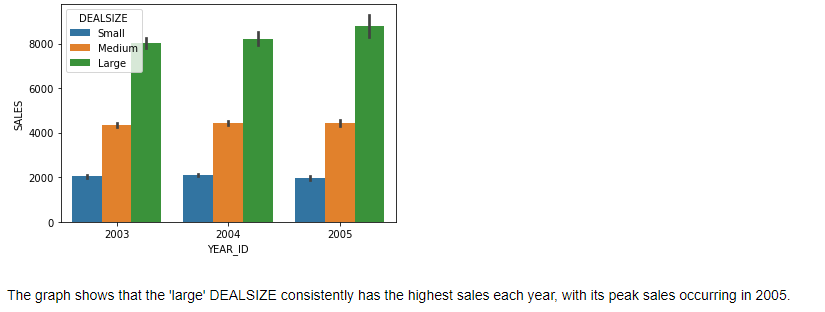 DEALSIZE
Small
Medium
Large
8000
6000
4000
2000
0
SALES
2003 2004 2005
YEAR_ID
The graph shows that the 'large' DEALSIZE consistently has the highest sales each year, with its peak sales occurring in 2005.